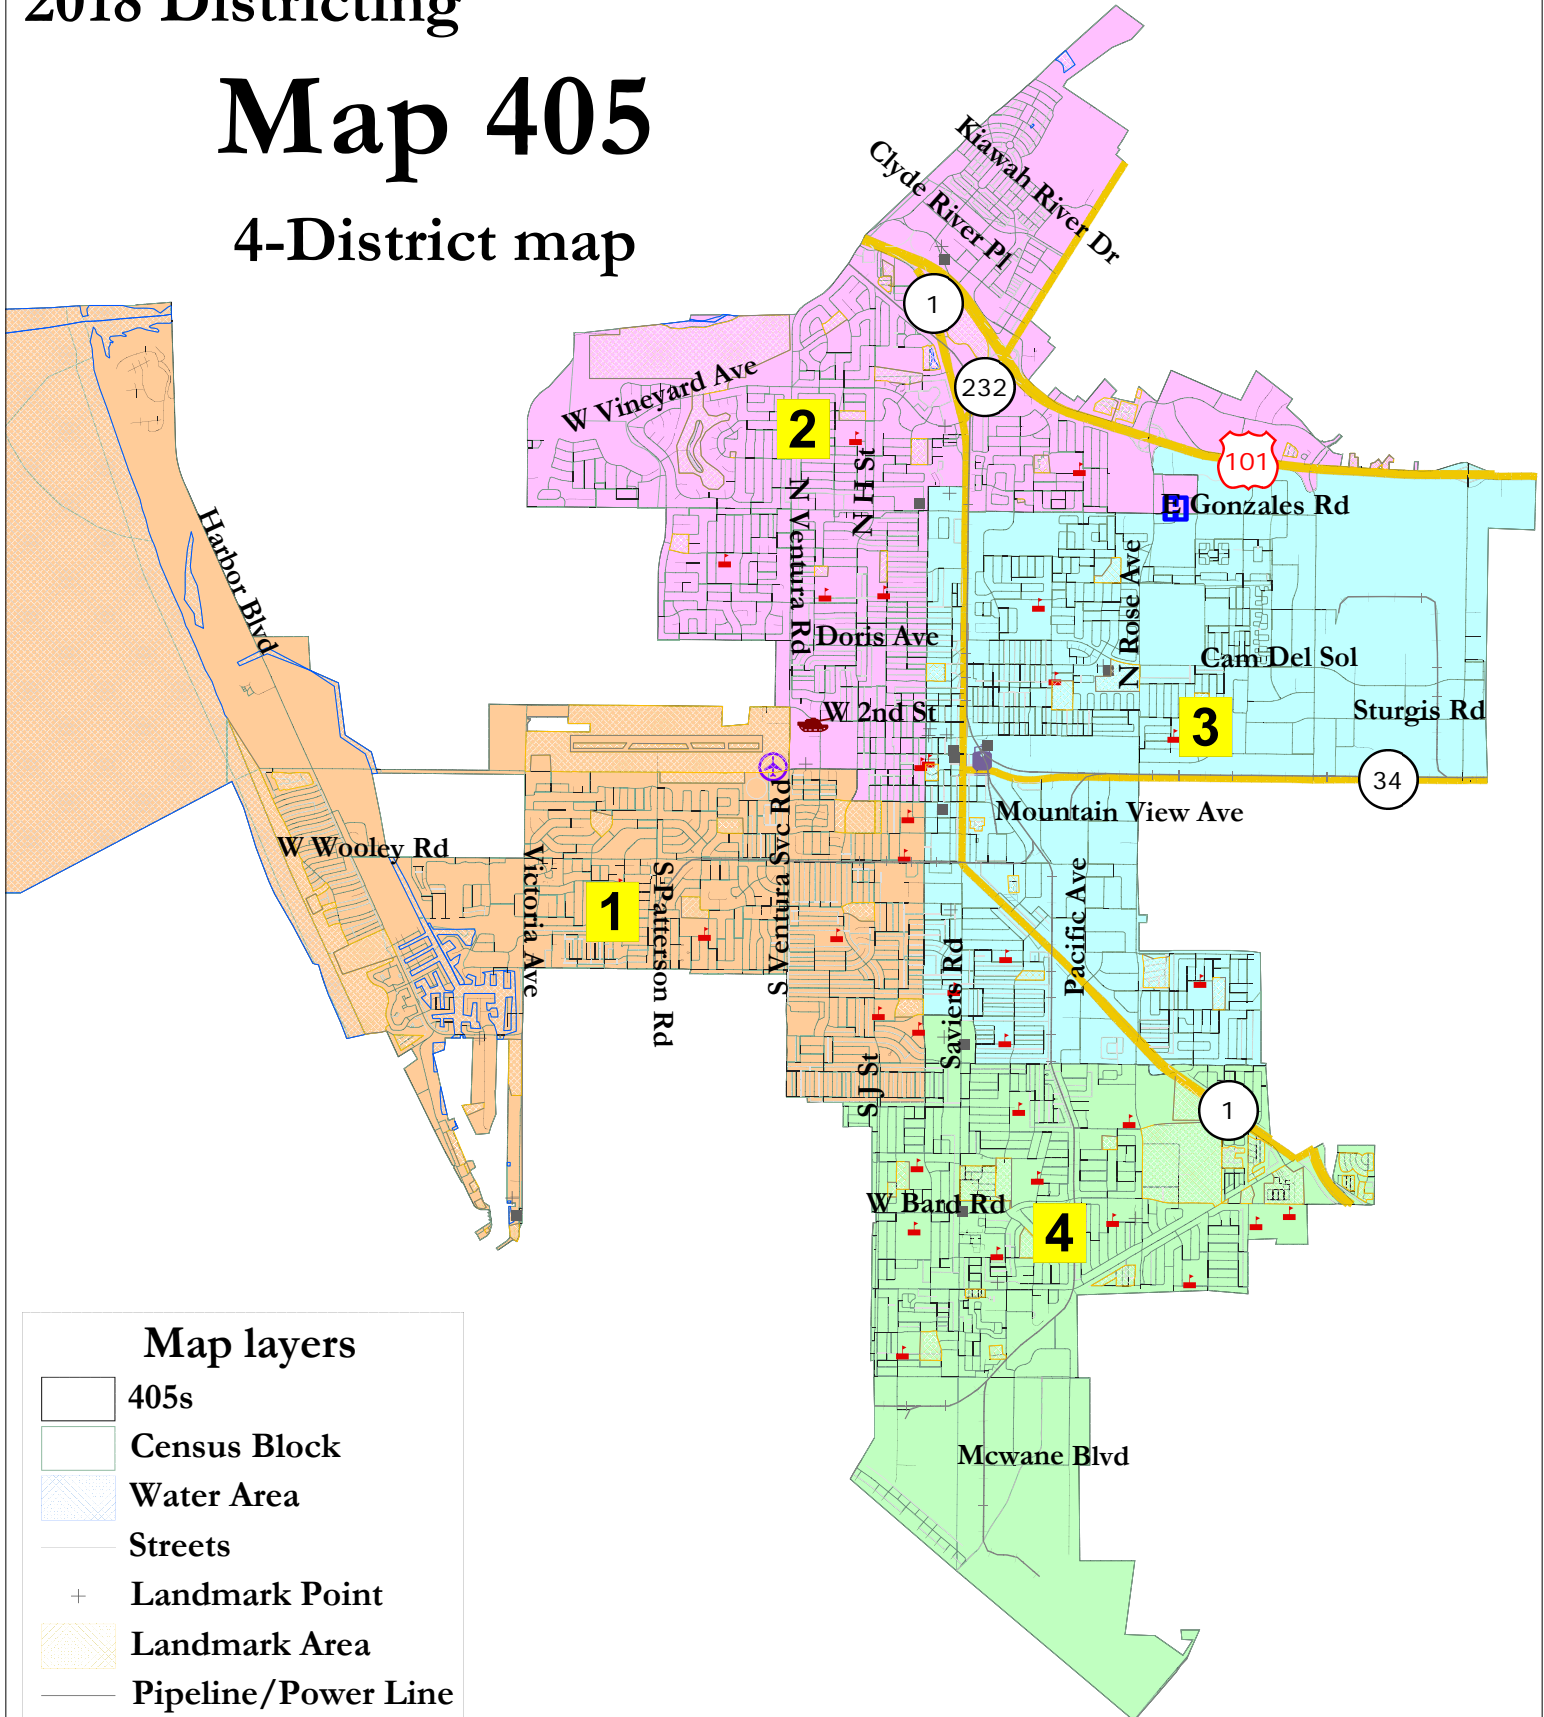 2018 Districting
Map 405
4-District map
Kiawah River Dr
Clyde River Pl
1
232
W Vineyard Ave
2
N H St
101
E Gonzales Rd
N Ventura Rd
Harbor Blvd
N Rose Ave
Doris Ave
Cam Del Sol
W 2nd St
3
Sturgis Rd
34
Mountain View Ave
S Ventura Svc Rd
W Wooley Rd
Victoria Ave
1
S Patterson Rd
Pacific Ave
Saviers Rd
S J St
1
W Bard Rd
4
Mcwane Blvd
Map layers
405s
Census Block
Water Area
Streets
Landmark Point
Landmark Area
Pipeline/Power Line